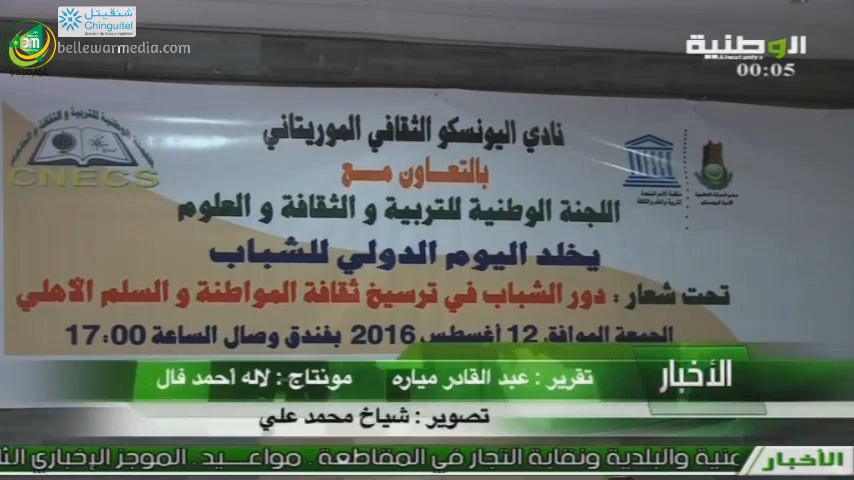 شنقيتل
Chinguitel
bellewarmedia.com
الوطنية
Alwataniya
00:05
نادي اليونسكو الثقافي الموريتاني
بالتعاون مع
اللجنة الوطنية للتربية و الثقافة و العلوم
يخلد اليوم الدولي للشباب
تحت شعار : دور الشباب في ترسيخ ثقافة المواطنة و السلم الأهلي
الجمعة الموافق 12 أغسطس 2016 بفندق وصال الساعة 17:00
CNECS
الأخبار
تقرير : عبد القادر مياره مونتاج : لاله أحمد فال
تصوير : شياخ محمد علي
الأخبار
عنية والبلدية ونقابة التجار في المقاطعة . مواعيد . الموجز الإخباري الثا